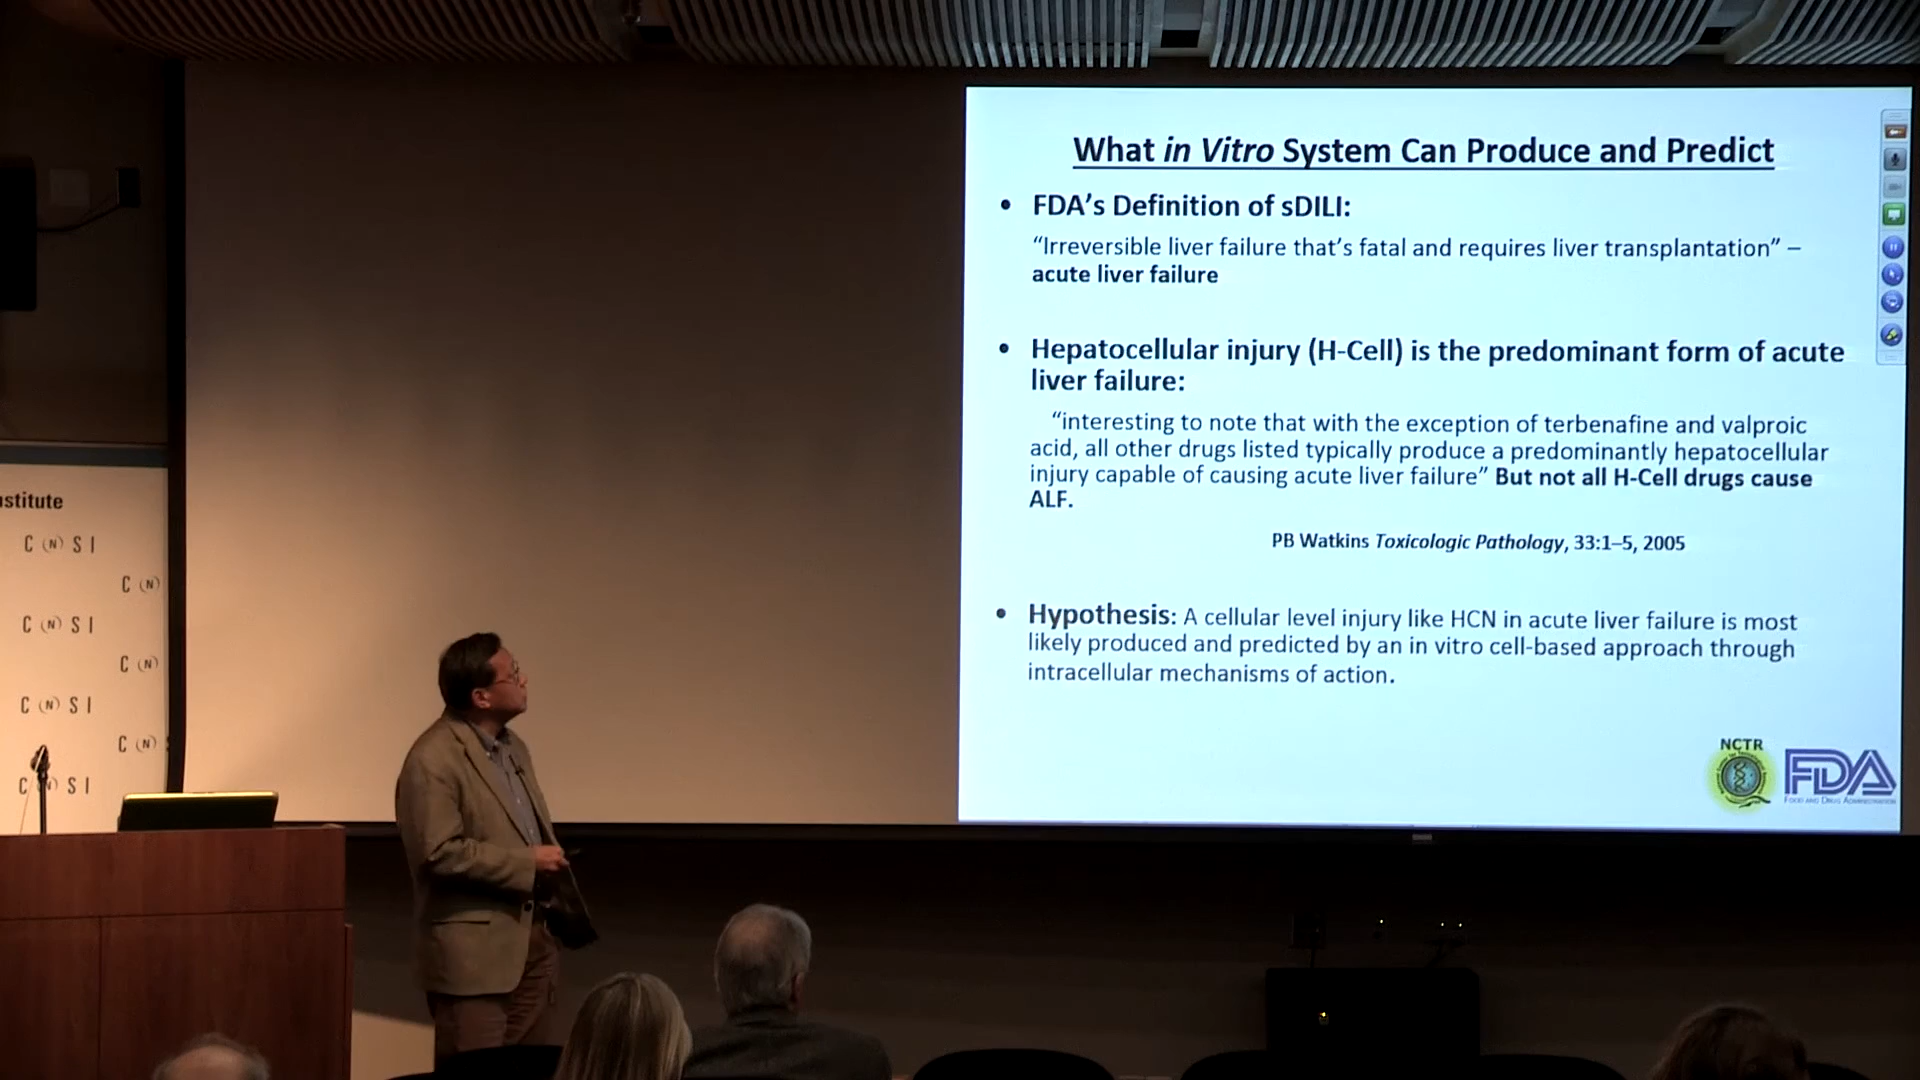 What in Vitro System Can Produce and Predict
• FDA's Definition of sDILI:
“Irreversible liver failure that's fatal and requires liver transplantation” –
acute liver failure
• Hepatocellular injury (H-Cell) is the predominant form of acute
liver failure:
“interesting to note that with the exception of terbenafine and valproic
acid, all other drugs listed typically produce a predominantly hepatocellular
injury capable of causing acute liver failure” But not all H-Cell drugs cause
ALF.
PB Watkins Toxicologic Pathology, 33:1–5, 2005
• Hypothesis: A cellular level injury like HCN in acute liver failure is most
likely produced and predicted by an in vitro cell-based approach through
intracellular mechanisms of action.
NCTR
FDA
FOOD AND DRUG ADMINISTRATION
stitute
C (N) S I
C (N)
C (N) S I
C (N)
C (N) S I
C (N)
C (N) S I